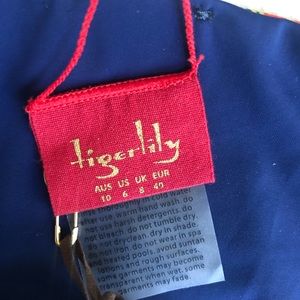 tigerlily
AUS US UK EUR
10 6 8 40
in cold water
use warm hand wash. do
not use harsh detergents. do
not bleach. do not tumble dry.
do not dryclean. dry in shade.
do not iron. do not wear in spa
heated pools. avoid suntan
lotions and rough surfaces.
some garments may become
transparent when wet. some
garments may have